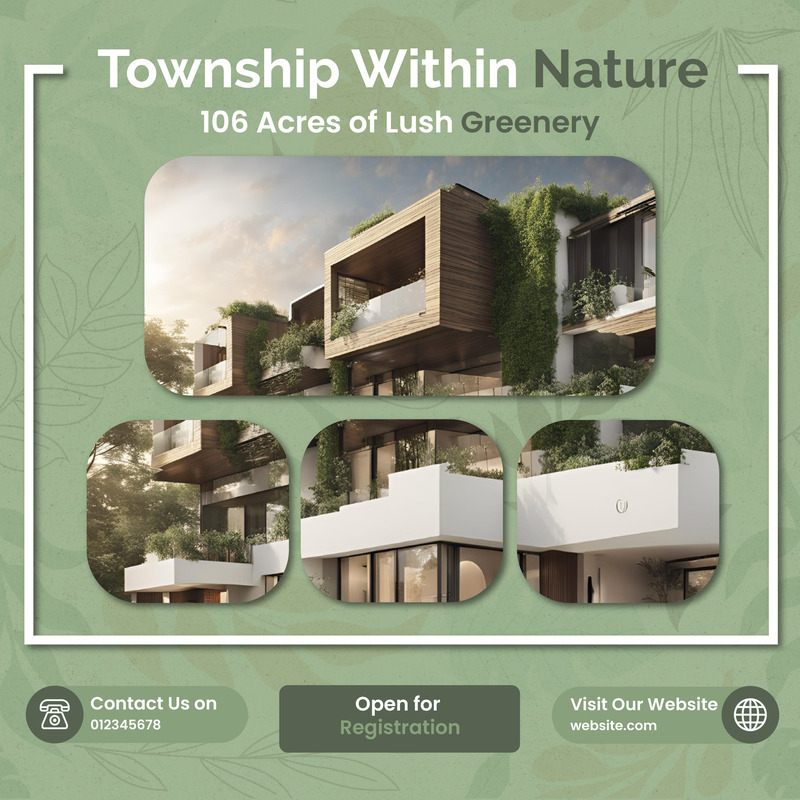 Township Within Nature
106 Acres of Lush Greenery
Contact Us on
012345678
Open for
Registration
Visit Our Website
website.com